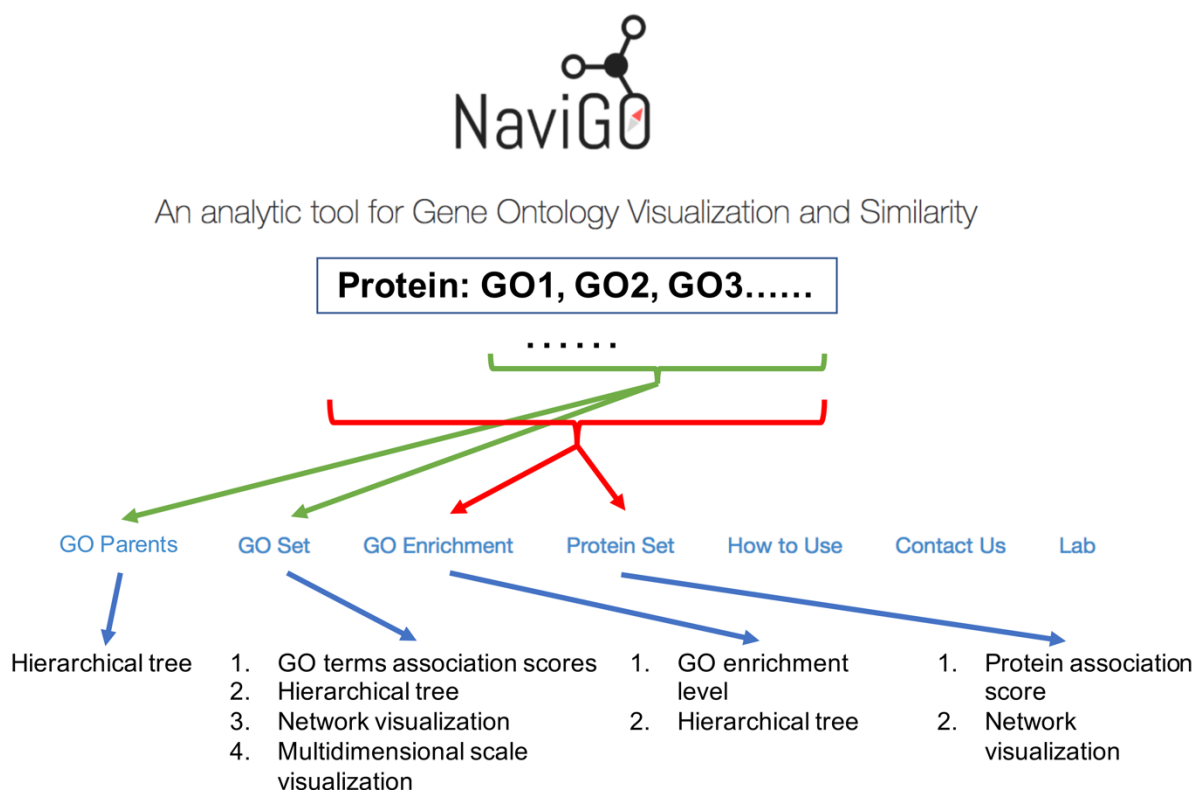 NaviGO
An analytic tool for Gene Ontology Visualization and Similarity
Protein: GO1, GO2, GO3......
......
GO Parents GO Set GO Enrichment Protein Set How to Use Contact Us Lab
Hierarchical tree
1. GO terms association scores
2. Hierarchical tree
3. Network visualization
4. Multidimensional scale
visualization
1. GO enrichment
level
2. Hierarchical tree
1. Protein association
score
2. Network
visualization